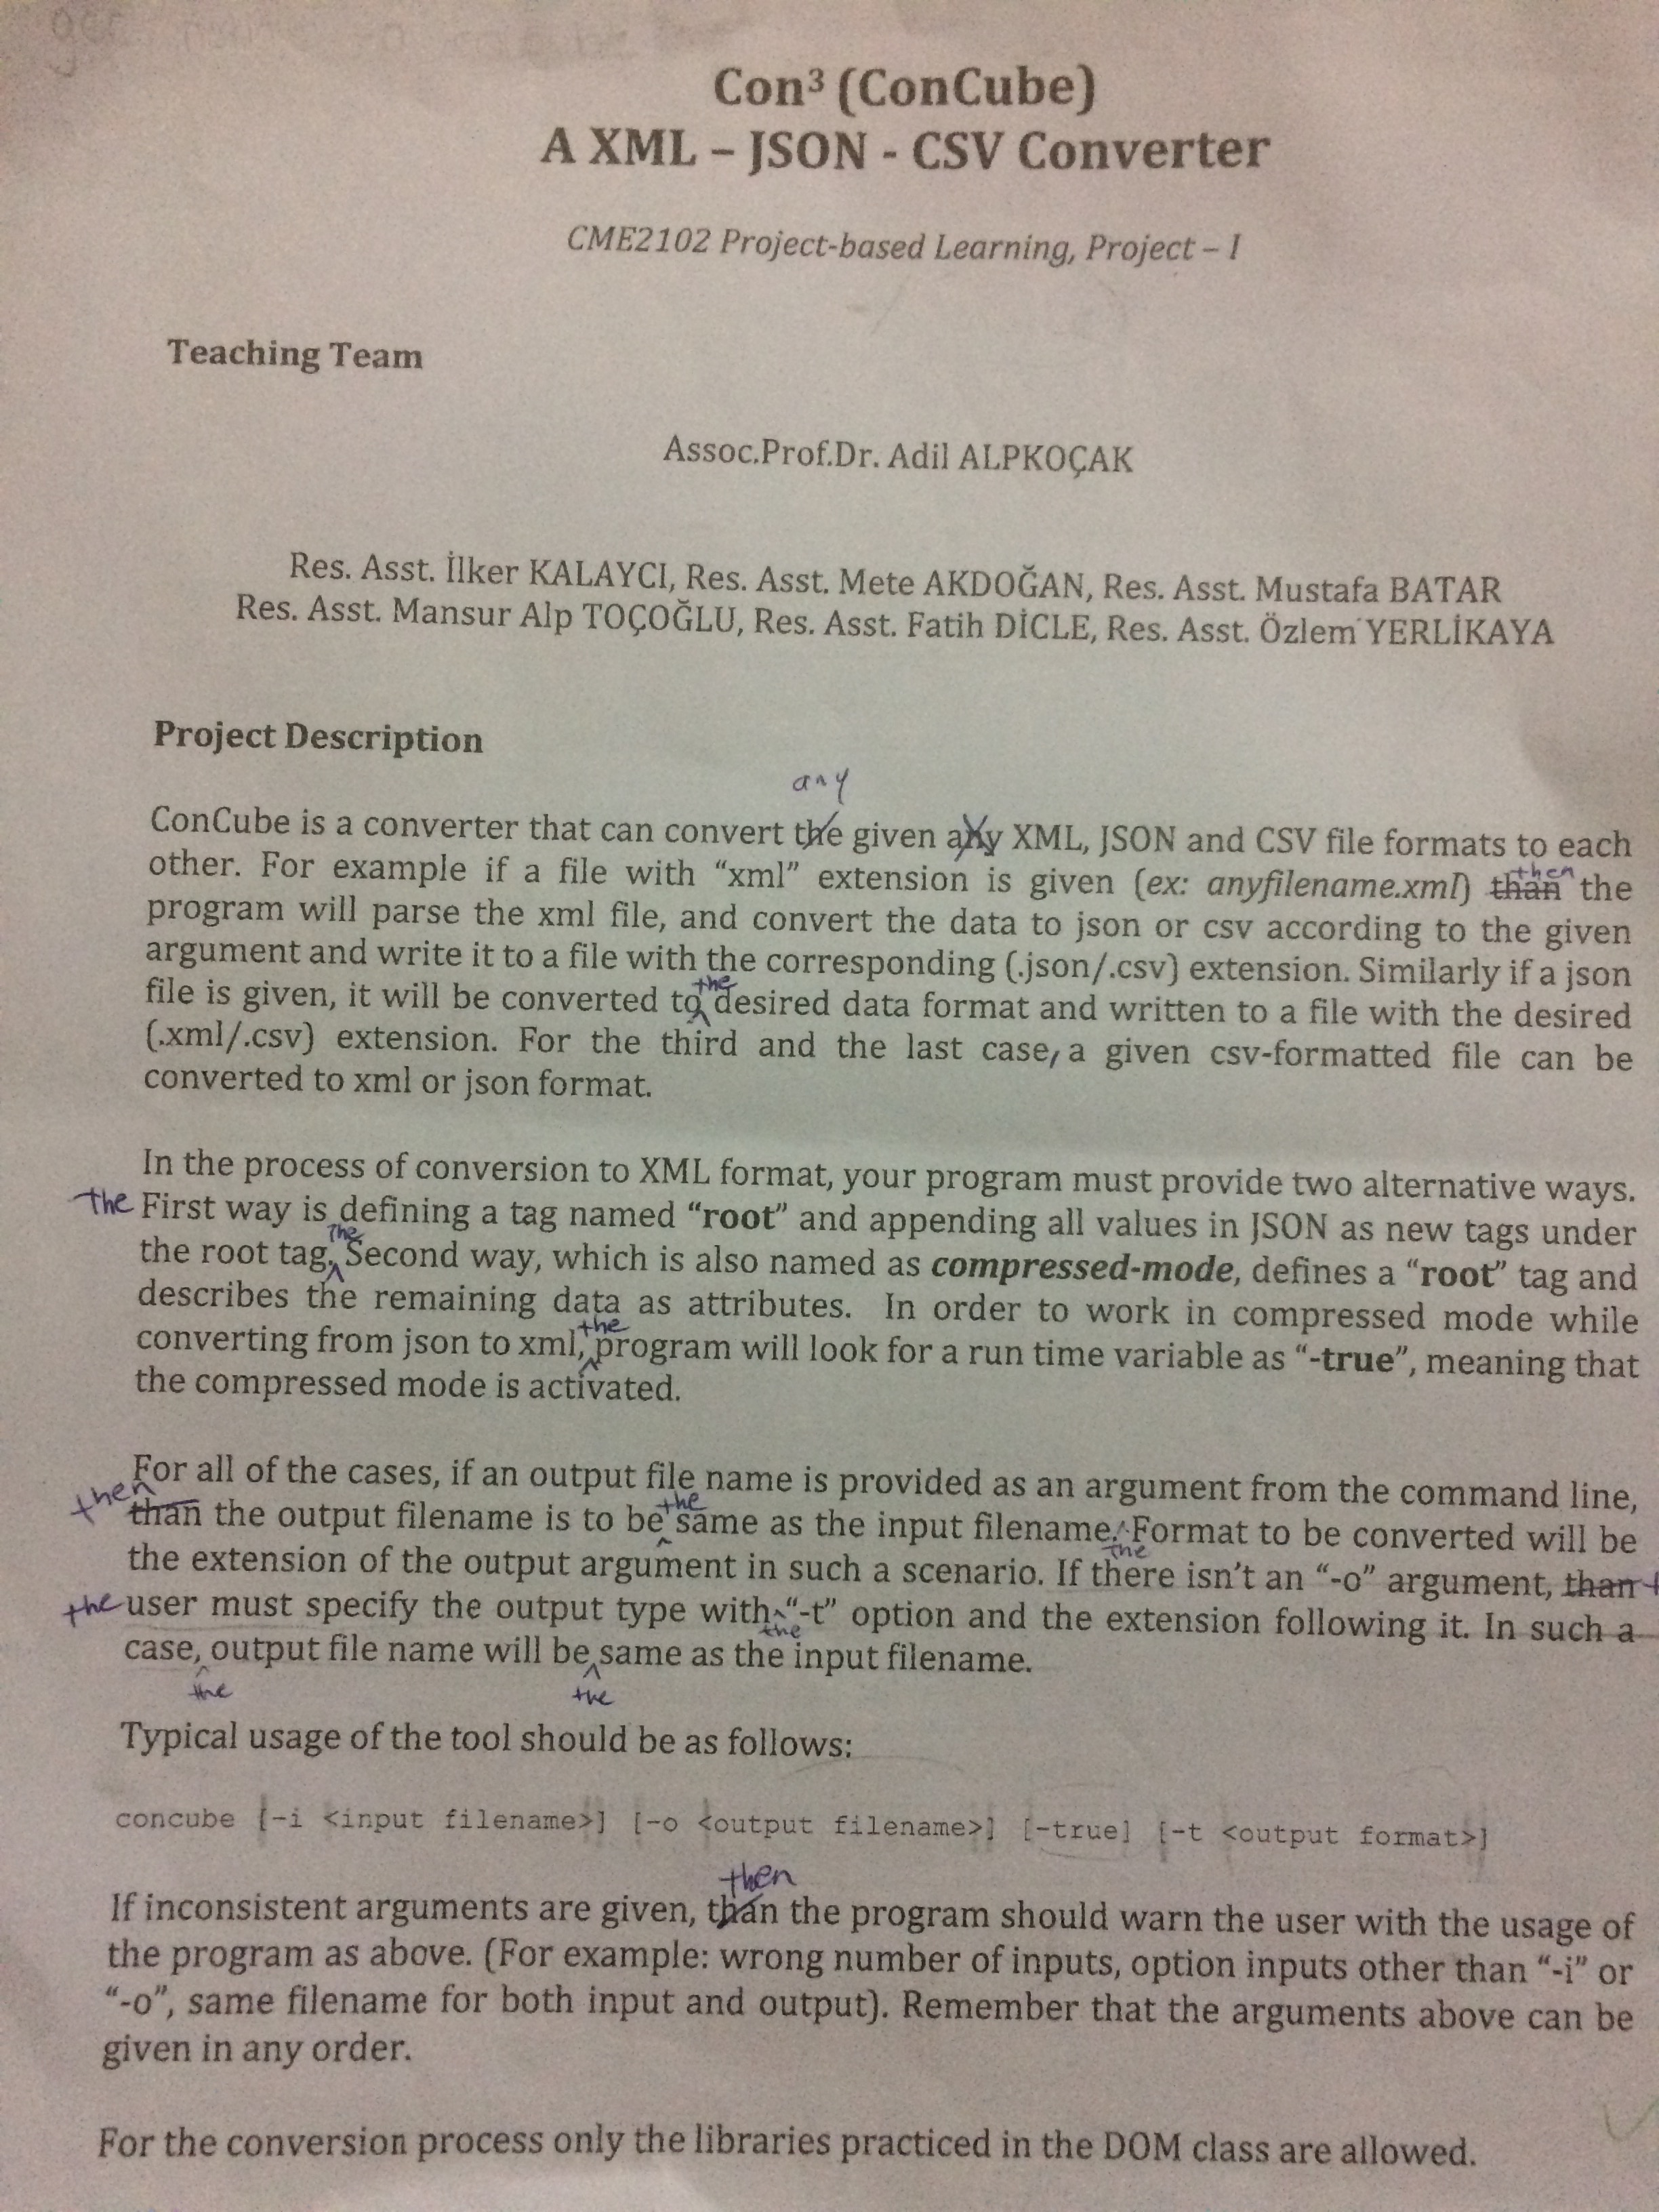 Con³ (ConCube)
A XML – JSON - CSV Converter
CME2102 Project-based Learning, Project – I
Teaching Team
Assoc.Prof.Dr. Adil ALPKOÇAK
Res. Asst. İlker KALAYCI, Res. Asst. Mete AKDOĞAN, Res. Asst. Mustafa BATAR
Res. Asst. Mansur Alp TOÇOĞLU, Res. Asst. Fatih DİCLE, Res. Asst. Özlem YERLİKAYA
Project Description
any
ConCube is a converter that can convert the given any XML, JSON and CSV file formats to each
then
other. For example if a file with “xml” extension is given (ex: anyfilename.xml) than the
program will parse the xml file, and convert the data to json or csv according to the given
argument and write it to a file with the corresponding (.json/.csv) extension. Similarly if a json
the
file is given, it will be converted to desired data format and written to a file with the desired
(.xml/.csv) extension. For the third and the last case, a given csv-formatted file can be
converted to xml or json format.
In the process of conversion to XML format, your program must provide two alternative ways.
The First way is defining a tag named “root” and appending all values in JSON as new tags under
The
the root tag. Second way, which is also named as compressed-mode, defines a “root” tag and
describes the remaining data as attributes. In order to work in compressed mode while
the
converting from json to xml, program will look for a run time variable as “-true”, meaning that
the compressed mode is activated.
For all of the cases, if an output file name is provided as an argument from the command line,
then the
than the output filename is to be same as the input filename. Format to be converted will be
the
the extension of the output argument in such a scenario. If there isn’t an “-o” argument, than
the user must specify the output type with “-t” option and the extension following it. In such a
the
case, output file name will be same as the input filename.
the the
Typical usage of the tool should be as follows:
concube [-i <input filename>] [-o <output filename>] [-true] [-t <output format>]
then
If inconsistent arguments are given, than the program should warn the user with the usage of
the program as above. (For example: wrong number of inputs, option inputs other than “-i” or
“-o”, same filename for both input and output). Remember that the arguments above can be
given in any order.
For the conversion process only the libraries practiced in the DOM class are allowed.